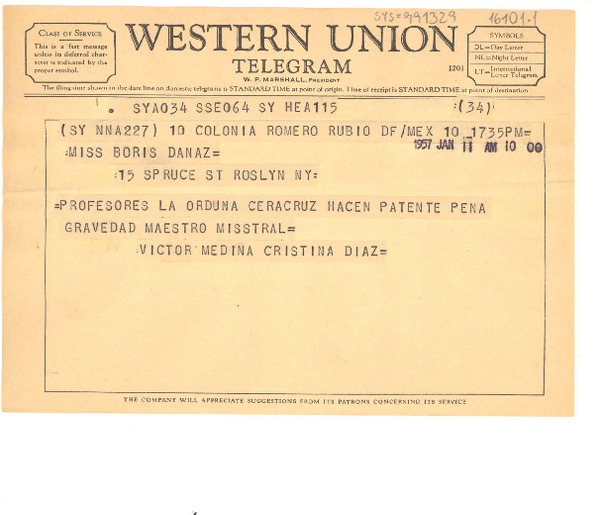 SYS=991329 16101.1
CLASS OF SERVICE
This is a fast message
unless its deferred char-
acter is indicated by the
proper symbol.
WESTERN UNION
TELEGRAM
W. P. MARSHALL, PRESIDENT
1201
SYMBOLS
DL=Day Letter
NL=Night Letter
LT=International Letter Telegram
The filing time shown in the date line on domestic telegrams is STANDARD TIME at point of origin. Time of receipt is STANDARD TIME at point of destination
SYA034 SSE064 SY HEA115 :(34)
(SY NNA227) 10 COLONIA ROMERO RUBIO DF/MEX 10 1735PM=
1957 JAN 11 AM 10 00
:MISS BORIS DANAZ=
:15 SPRUCE ST ROSLYN NY:
=PROFESORES LA ORDUNA CERACRUZ HACEN PATENTE PENA
GRAVEDAD MAESTRO MISSTRAL=
:VICTOR MEDINA CRISTINA DIAZ=
THE COMPANY WILL APPRECIATE SUGGESTIONS FROM ITS PATRONS CONCERNING ITS SERVICE